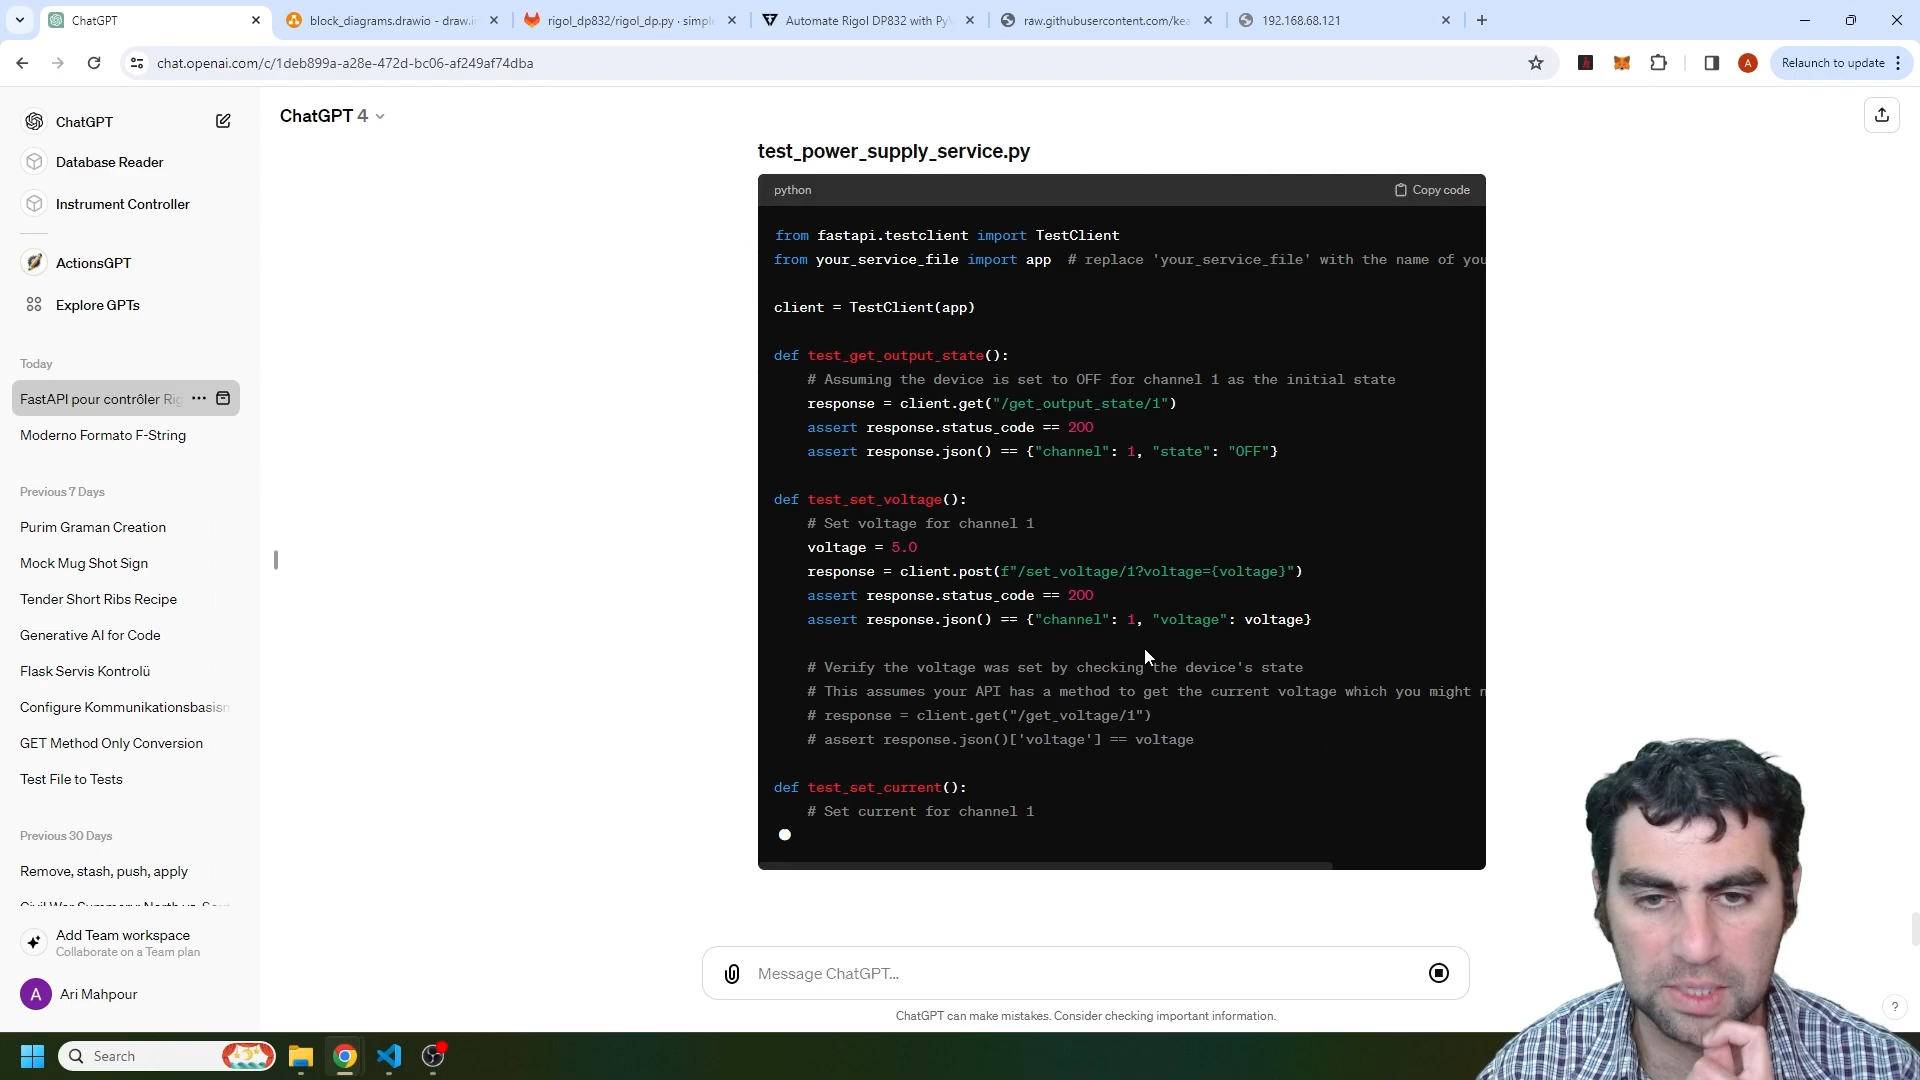 ChatGPT
block_diagrams.drawio - draw.i
rigol_dp832/rigol_dp.py · simple
Automate Rigol DP832 with PyV
raw.githubusercontent.com/kea
192.168.68.121
chat.openai.com/c/1deb899a-a28e-472d-bc06-af249af74dba
A
Relaunch to update
ChatGPT
Database Reader
Instrument Controller
ActionsGPT
Explore GPTs
Today
FastAPI pour contrôler Rig
Moderno Formato F-String
Previous 7 Days
Purim Graman Creation
Mock Mug Shot Sign
Tender Short Ribs Recipe
Generative AI for Code
Flask Servis Kontrolü
Configure Kommunikationsbasism
GET Method Only Conversion
Test File to Tests
Previous 30 Days
Remove, stash, push, apply
Add Team workspace
Collaborate on a Team plan
A
Ari Mahpour
ChatGPT 4
test_power_supply_service.py
python
Copy code
from fastapi.testclient import TestClient
from your_service_file import app  # replace 'your_service_file' with the name of you
client = TestClient(app)
def test_get_output_state():
# Assuming the device is set to OFF for channel 1 as the initial state
response = client.get("/get_output_state/1")
assert response.status_code == 200
assert response.json() == {"channel": 1, "state": "OFF"}
def test_set_voltage():
# Set voltage for channel 1
voltage = 5.0
response = client.post(f"/set_voltage/1?voltage={voltage}")
assert response.status_code == 200
assert response.json() == {"channel": 1, "voltage": voltage}
# Verify the voltage was set by checking the device's state
# This assumes your API has a method to get the current voltage which you might n
# response = client.get("/get_voltage/1")
# assert response.json()['voltage'] == voltage
def test_set_current():
# Set current for channel 1
Message ChatGPT...
ChatGPT can make mistakes. Consider checking important information.
?
Search